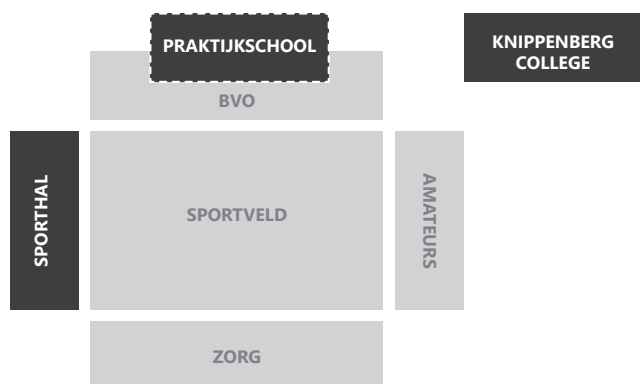 PRAKTIJKSCHOOL
KNIPPENBERG
COLLEGE
BVO
SPORTHAL
SPORTVELD
AMATEURS
ZORG